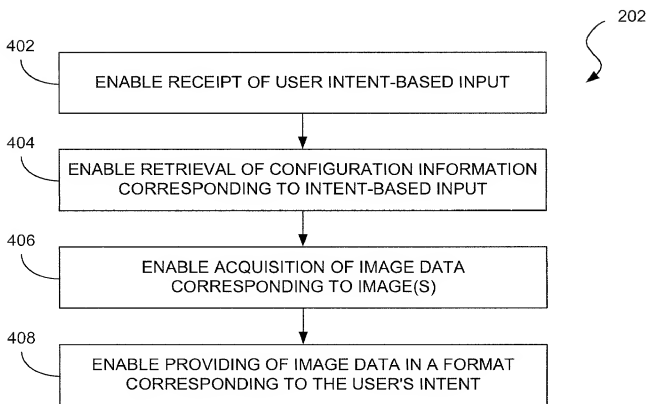 202
402
ENABLE RECEIPT OF USER INTENT-BASED INPUT
404
ENABLE RETRIEVAL OF CONFIGURATION INFORMATION
CORRESPONDING TO INTENT-BASED INPUT
406
ENABLE ACQUISITION OF IMAGE DATA
CORRESPONDING TO IMAGE(S)
408
ENABLE PROVIDING OF IMAGE DATA IN A FORMAT
CORRESPONDING TO THE USER'S INTENT